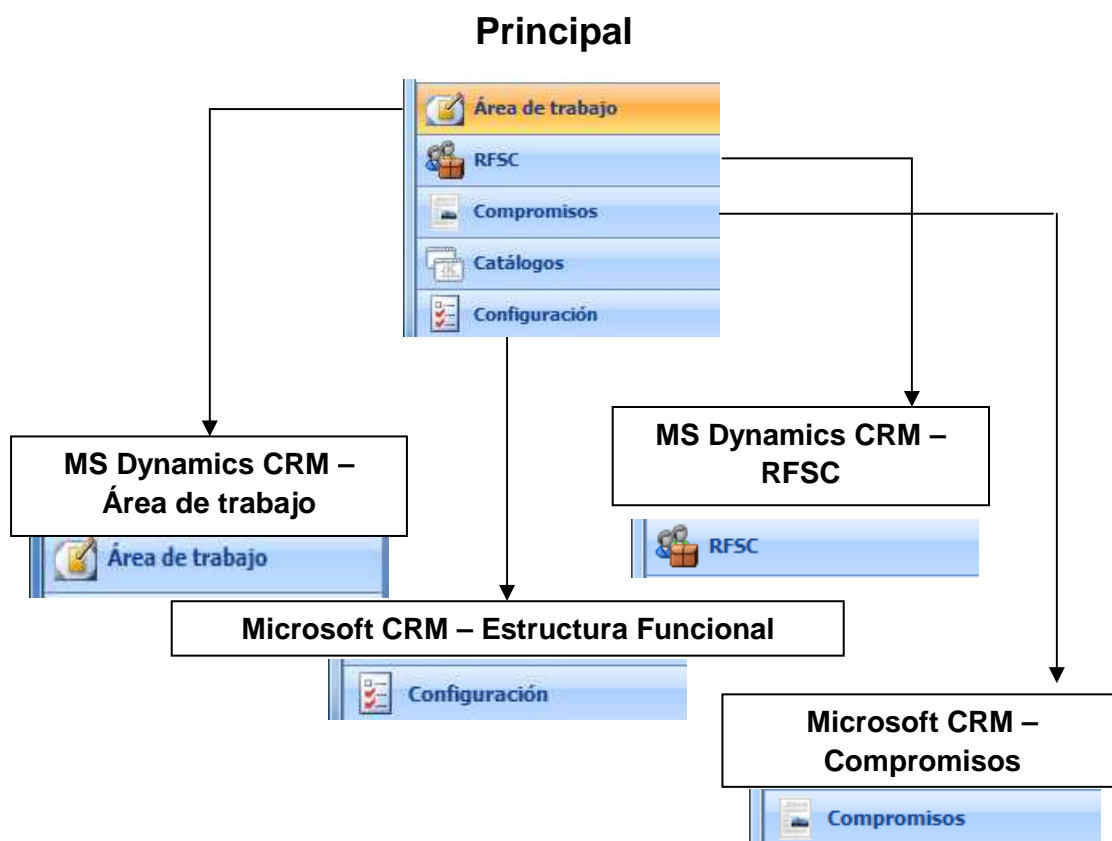 Principal
Área de trabajo
RFSC
Compromisos
Catálogos
Configuración
MS Dynamics CRM –
Área de trabajo
Área de trabajo
MS Dynamics CRM –
RFSC
RFSC
Microsoft CRM – Estructura Funcional
Configuración
Microsoft CRM –
Compromisos
Compromisos